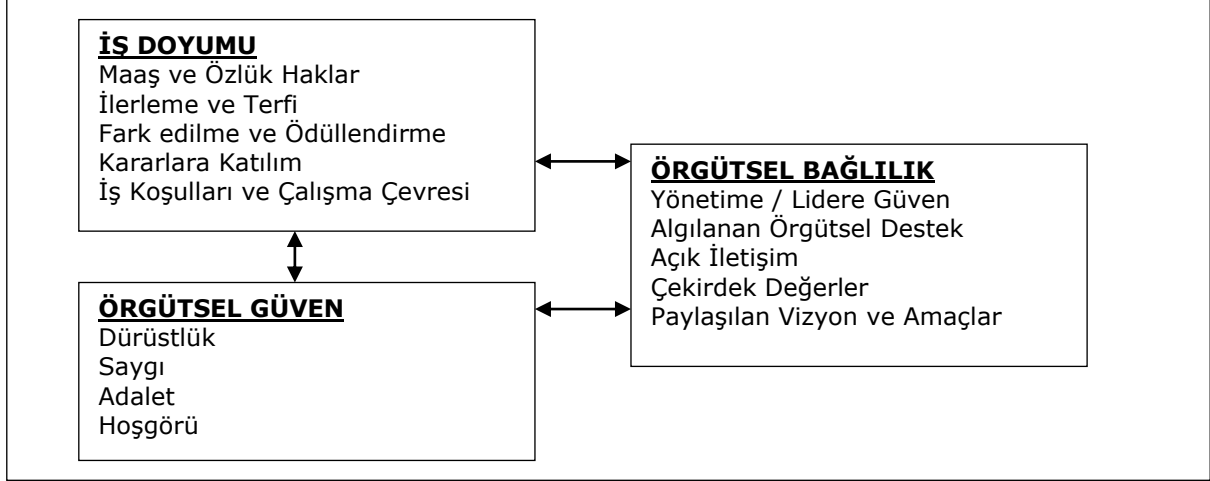 İŞ DOYUMU
Maaş ve Özlük Haklar
İlerleme ve Terfi
Fark edilme ve Ödüllendirme
Kararlara Katılım
İş Koşulları ve Çalışma Çevresi
ÖRGÜTSEL BAĞLILIK
Yönetime / Lidere Güven
Algılanan Örgütsel Destek
Açık İletişim
Çekirdek Değerler
Paylaşılan Vizyon ve Amaçlar
ÖRGÜTSEL GÜVEN
Dürüstlük
Saygı
Adalet
Hoşgörü